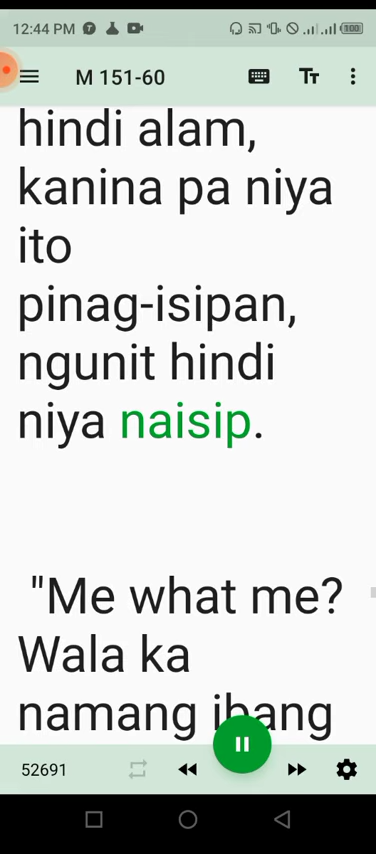 12:44 PM
100
M 151-60
hindi alam,
kanina pa niya
ito
pinag-isipan,
ngunit hindi
niya naisip.
"Me what me?
Wala ka
namang ibang
52691